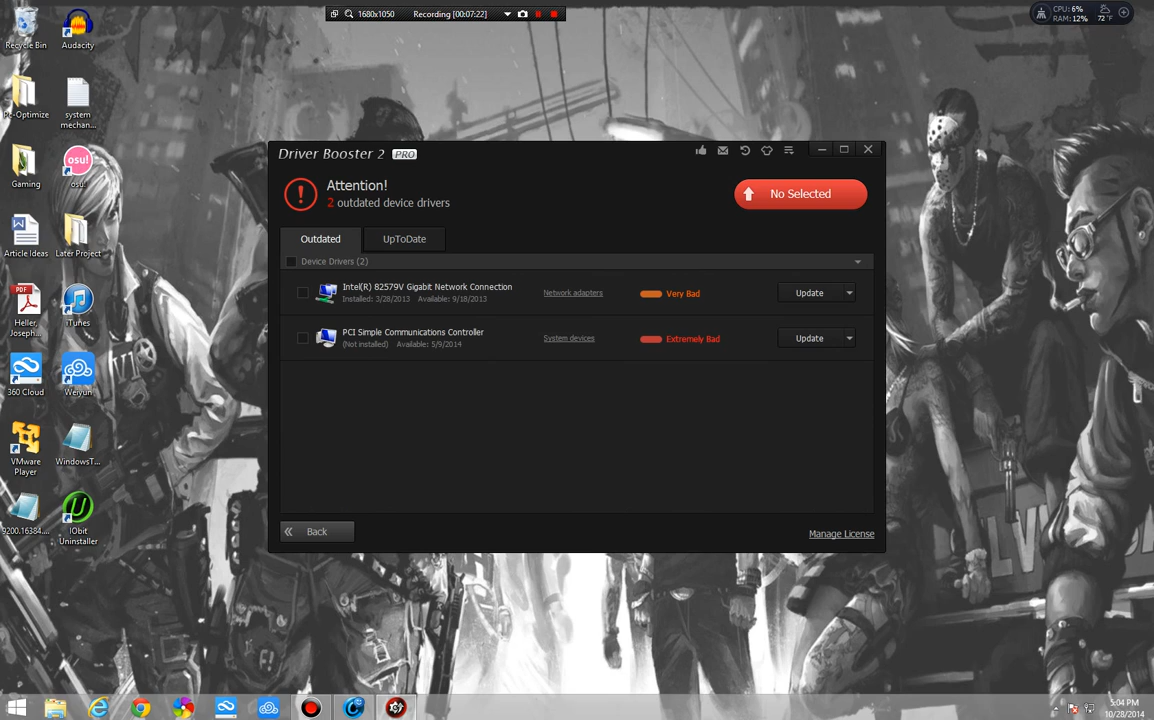 1680x1050 Recording [00:07:22]
CPU: 6%
RAM: 12%
72 °F
Recycle Bin
Audacity
Pc-Optimize
system mechan...
Gaming
osu!
osu!
Article Ideas
Later Project
PDF
Heller, Joseph...
iTunes
360 Cloud
Weiyun
VMware Player
WindowsT...
9200.16384....
IObit Uninstaller
Driver Booster 2 PRO
Attention!
2 outdated device drivers
No Selected
Outdated UpToDate
Device Drivers (2)
Intel(R) 82579V Gigabit Network Connection
Installed: 3/28/2013 Available: 9/18/2013
Network adapters
Very Bad
Update
PCI Simple Communications Controller
(Not installed) Available: 5/9/2014
System devices
Extremely Bad
Update
Back
Manage License
5:04 PM
10/28/2014